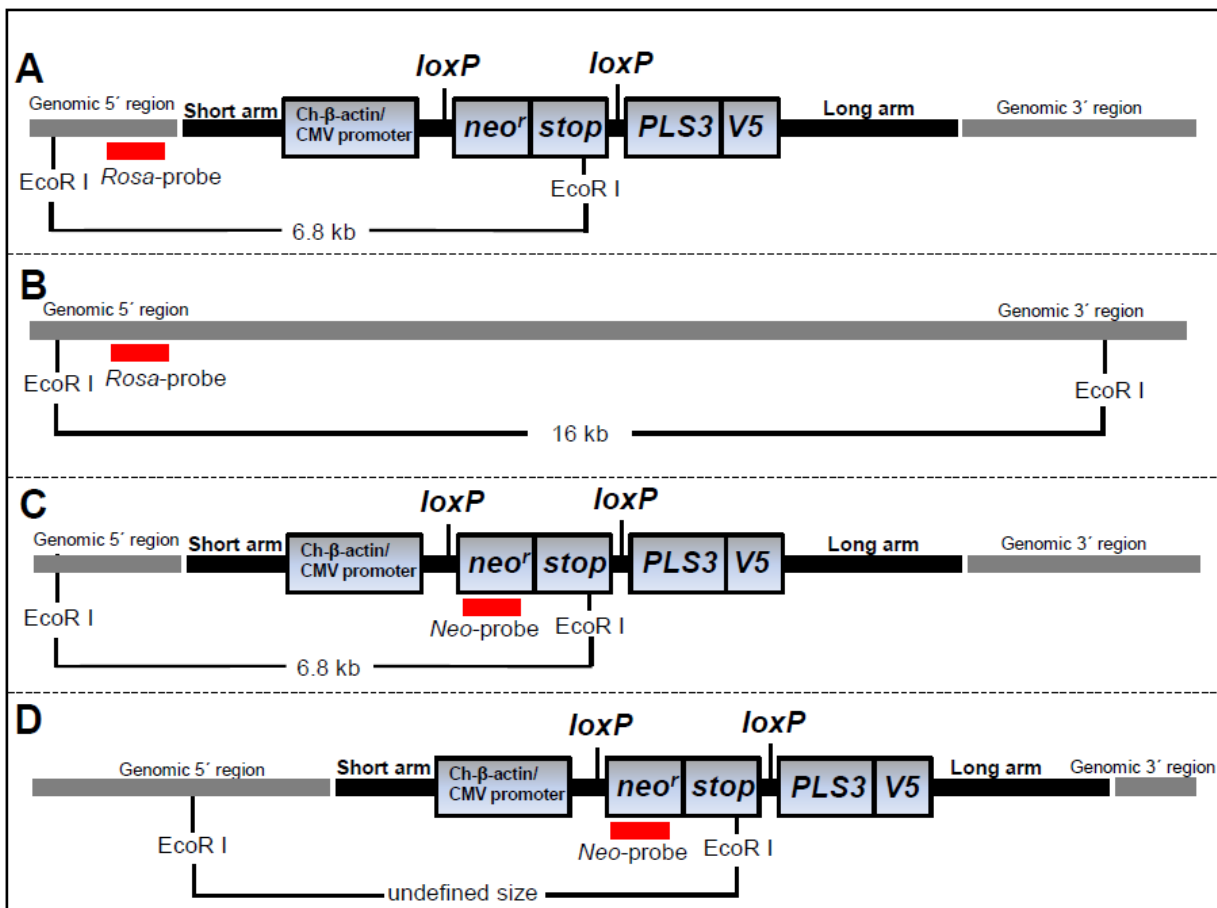 A
loxP
loxP
Genomic 5´ region
Short arm
Ch-β-actin/
CMV promoter
neoʳ
stop
PLS3
V5
Long arm
Genomic 3´ region
EcoR I
Rosa-probe
EcoR I
6.8 kb
B
Genomic 5´ region
Genomic 3´ region
EcoR I
Rosa-probe
EcoR I
16 kb
C
loxP
loxP
Genomic 5´ region
Short arm
Ch-β-actin/
CMV promoter
neoʳ
stop
PLS3
V5
Long arm
Genomic 3´ region
EcoR I
Neo-probe
EcoR I
6.8 kb
D
loxP
loxP
Genomic 5´ region
Short arm
Ch-β-actin/
CMV promoter
neoʳ
stop
PLS3
V5
Long arm
Genomic 3´ region
EcoR I
Neo-probe
EcoR I
undefined size